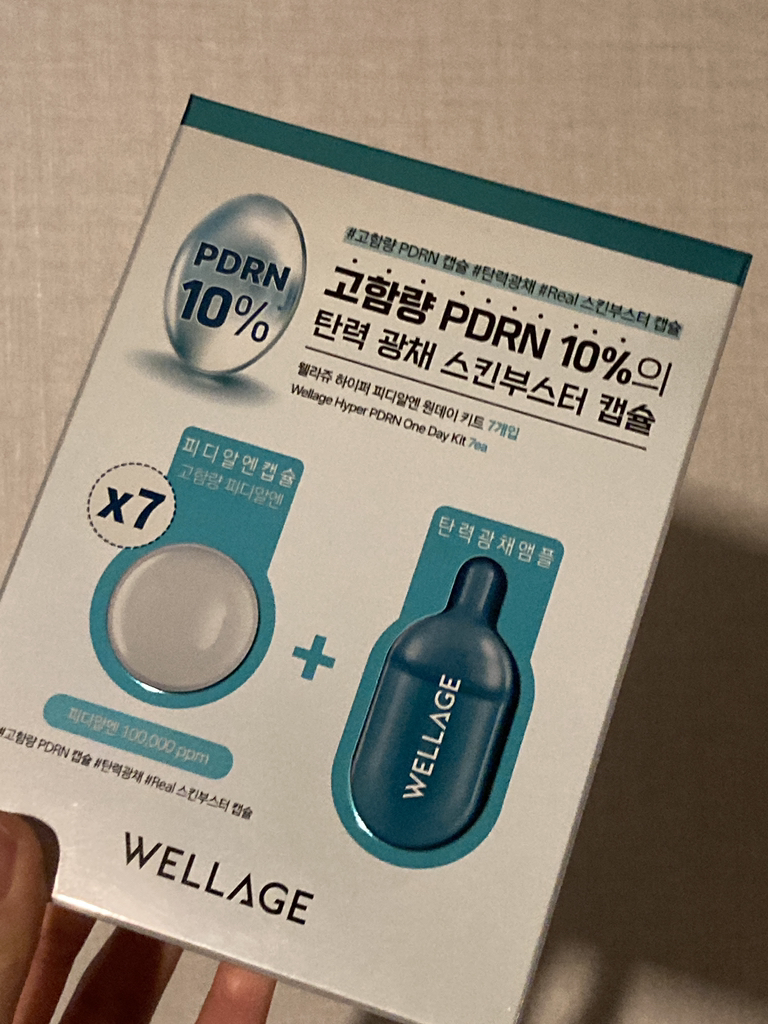 PDRN
10%
#고함량 PDRN 캡슐 #탄력광채 #Real 스킨부스터 캡슐
고함량 PDRN 10%의
탄력 광채 스킨부스터 캡슐
웰라쥬 하이퍼 피디알엔 원데이 키트 7개입
Wellage Hyper PDRN One Day Kit 7ea
피디알엔캡슐
고함량 피디알엔
x7
탄력광채앰플
+
WELLAGE
피디알엔 100,000 ppm
#고함량 PDRN 캡슐 #탄력광채 #Real 스킨부스터 캡슐
WELLAGE